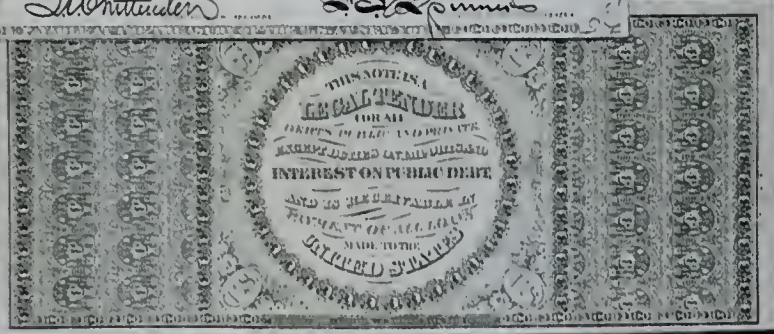 THIS NOTE IS A
LEGAL TENDER
FOR ALL
DEBTS PUBLIC AND PRIVATE
EXCEPT DUTIES ON IMPORTS AND
INTEREST ON PUBLIC DEBT
AND IS RECEIVABLE IN
PAYMENT OF ALL LOANS
MADE TO THE
UNITED STATES